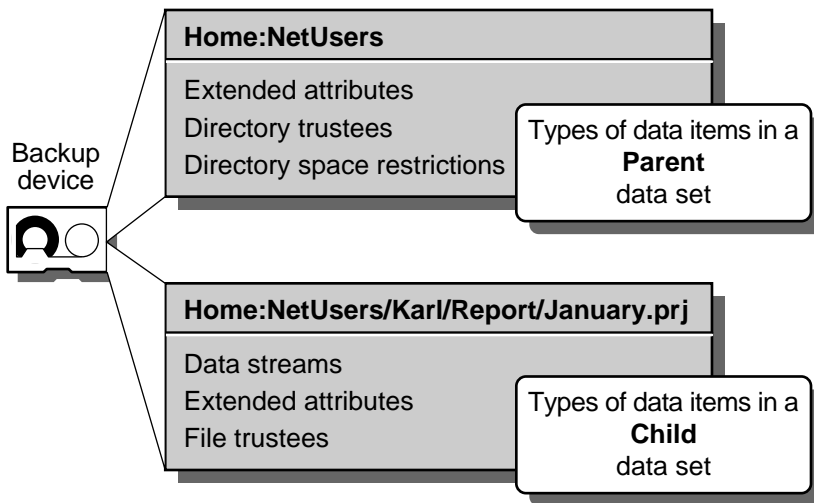 Home:NetUsers
Extended attributes
Directory trustees
Directory space restrictions
Types of data items in a
Parent
data set
Backup
device
Home:NetUsers/Karl/Report/January.prj
Data streams
Extended attributes
File trustees
Types of data items in a
Child
data set